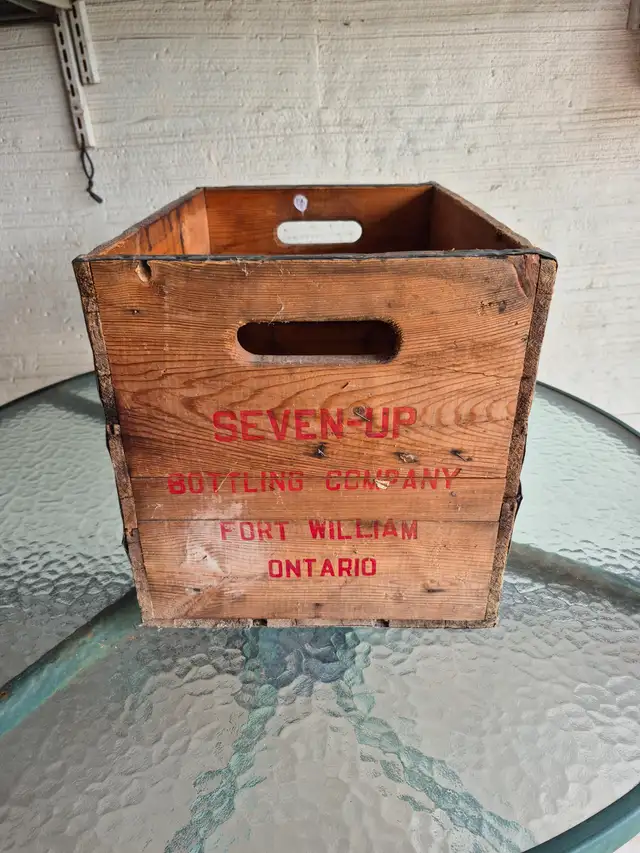 SEVEN-UP
BOTTLING COMPANY
FORT WILLIAM
ONTARIO